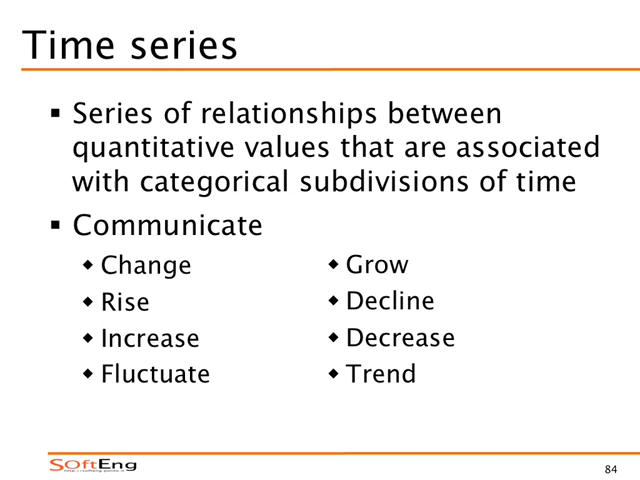 Time series
▪ Series of relationships between
quantitative values that are associated
with categorical subdivisions of time
▪ Communicate
◆ Change
◆ Rise
◆ Increase
◆ Fluctuate
◆ Grow
◆ Decline
◆ Decrease
◆ Trend
SOftEng
84